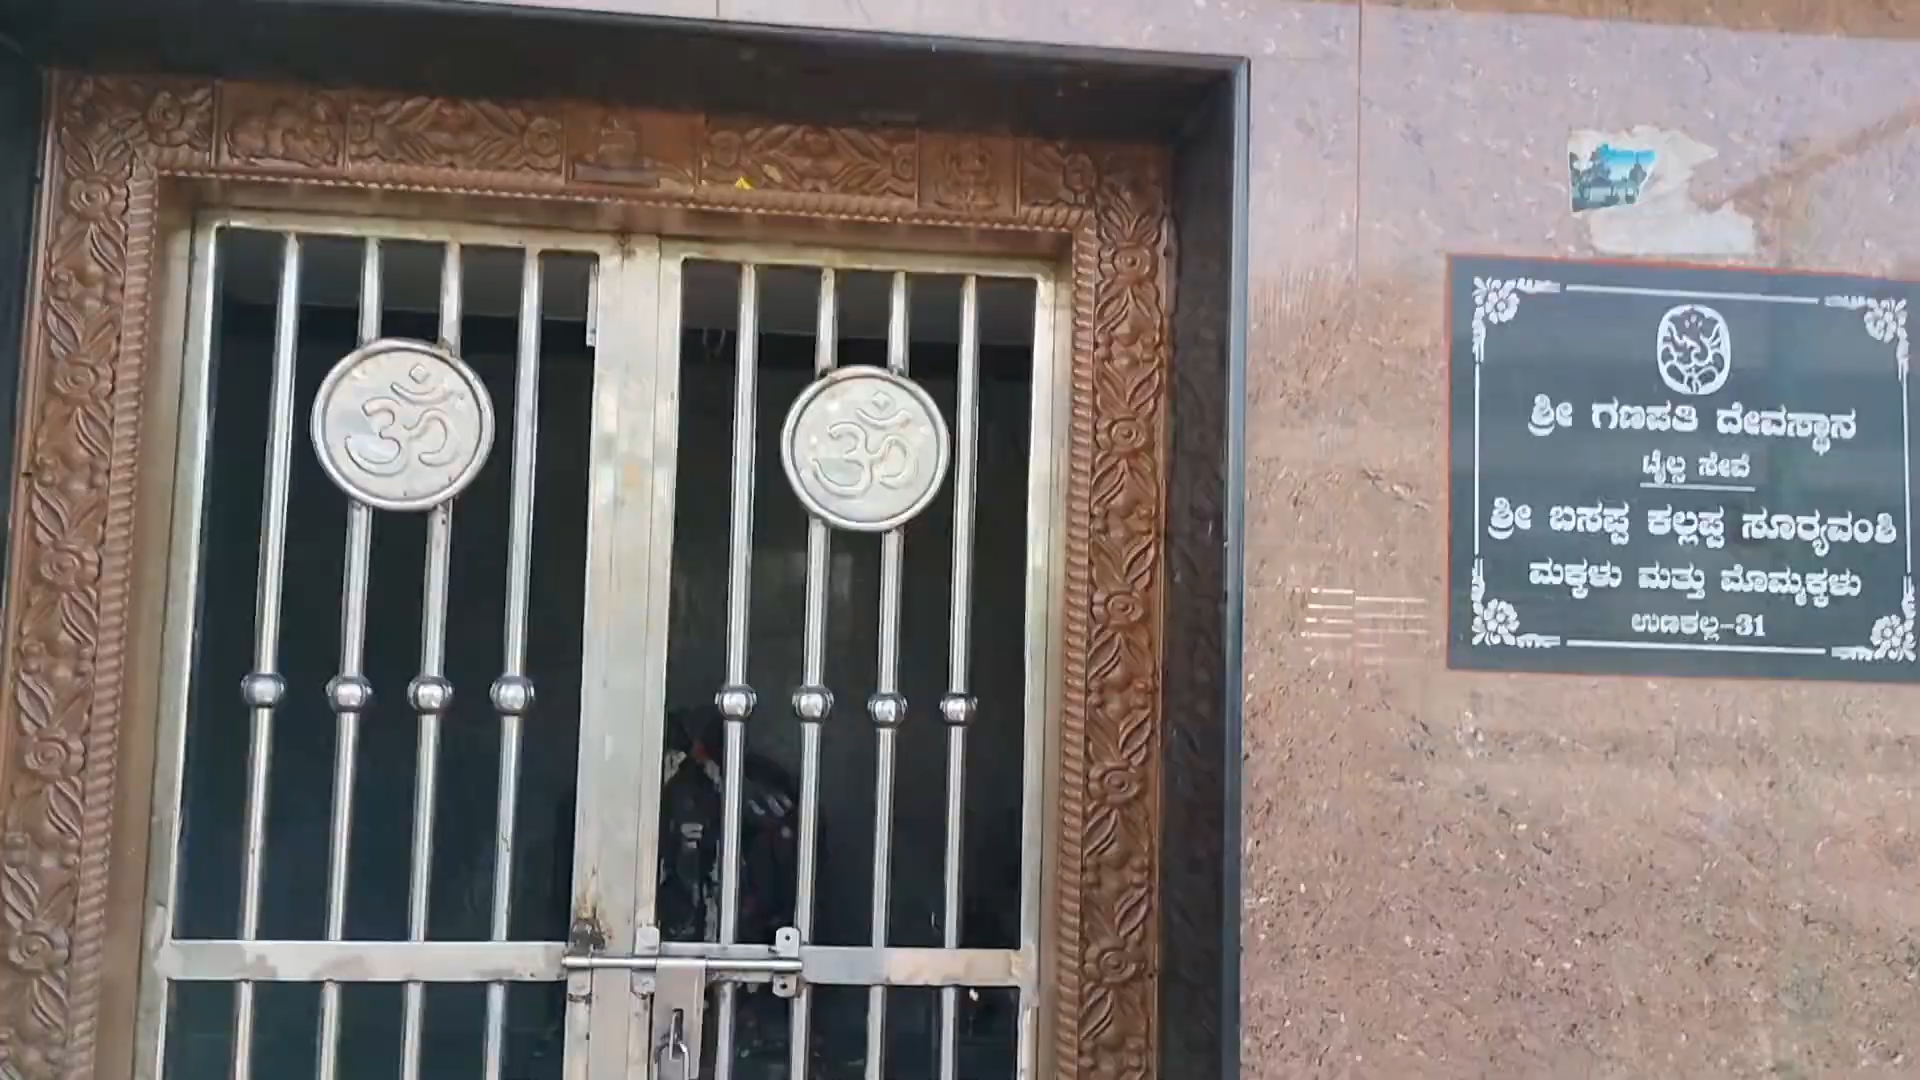 ॐ ॐ
ಶ್ರೀ ಗಣಪತಿ ದೇವಸ್ಥಾನ
ಟೈಲ್ಸ ಸೇವೆ
ಶ್ರೀ ಬಸಪ್ಪ ಕಲ್ಲಪ್ಪ ಸೂರ‍್ಯವಂಶಿ
ಮಕ್ಕಳು ಮತ್ತು ಮೊಮ್ಮಕ್ಕಳು
ಉಣಕಲ್ಲ-31